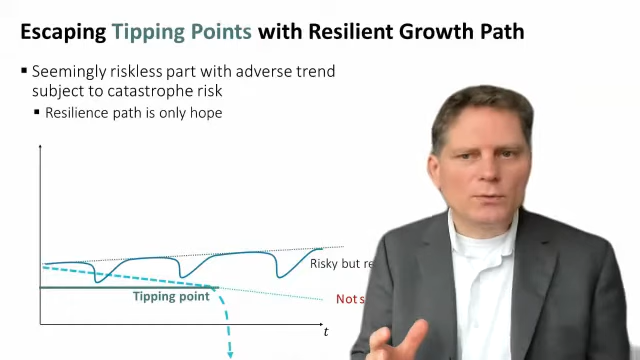 Escaping Tipping Points with Resilient Growth Path
Seemingly riskless part with adverse trend
subject to catastrophe risk
Resilience path is only hope
Risky but re
Tipping point
Not s
t